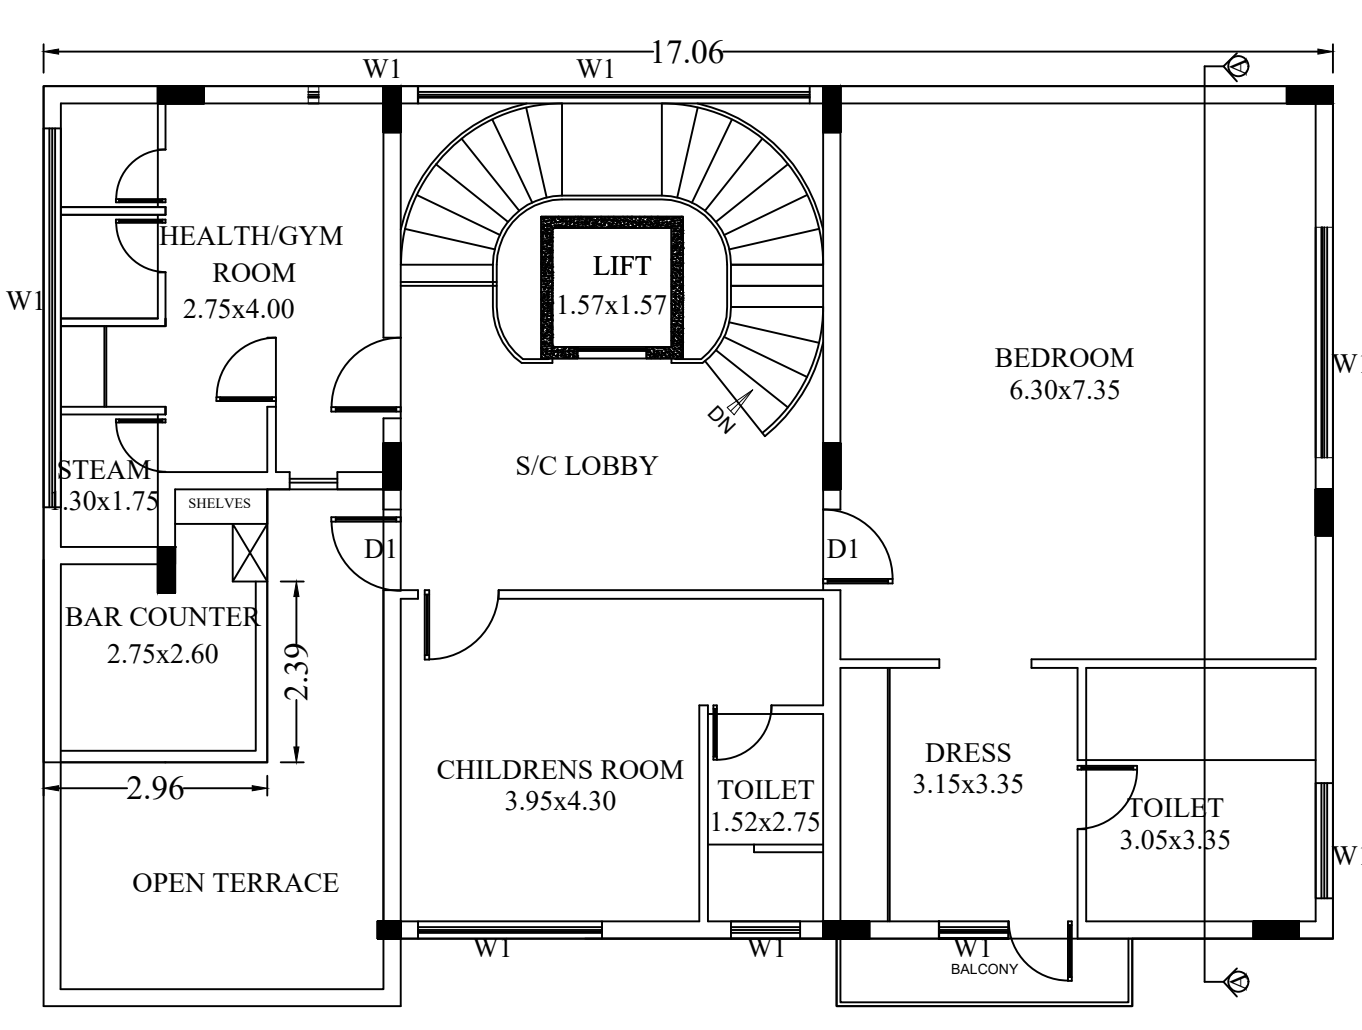 17.06
W1
W1
A
HEALTH/GYM
ROOM
2.75x4.00
LIFT
1.57x1.57
W1
BEDROOM
6.30x7.35
W1
DN
S/C LOBBY
STEAM
1.30x1.75
SHELVES
D1
D1
BAR COUNTER
2.75x2.60
2.39
DRESS
3.15x3.35
CHILDRENS ROOM
3.95x4.30
TOILET
1.52x2.75
TOILET
3.05x3.35
2.96
W1
OPEN TERRACE
W1
W1
W1
BALCONY
A